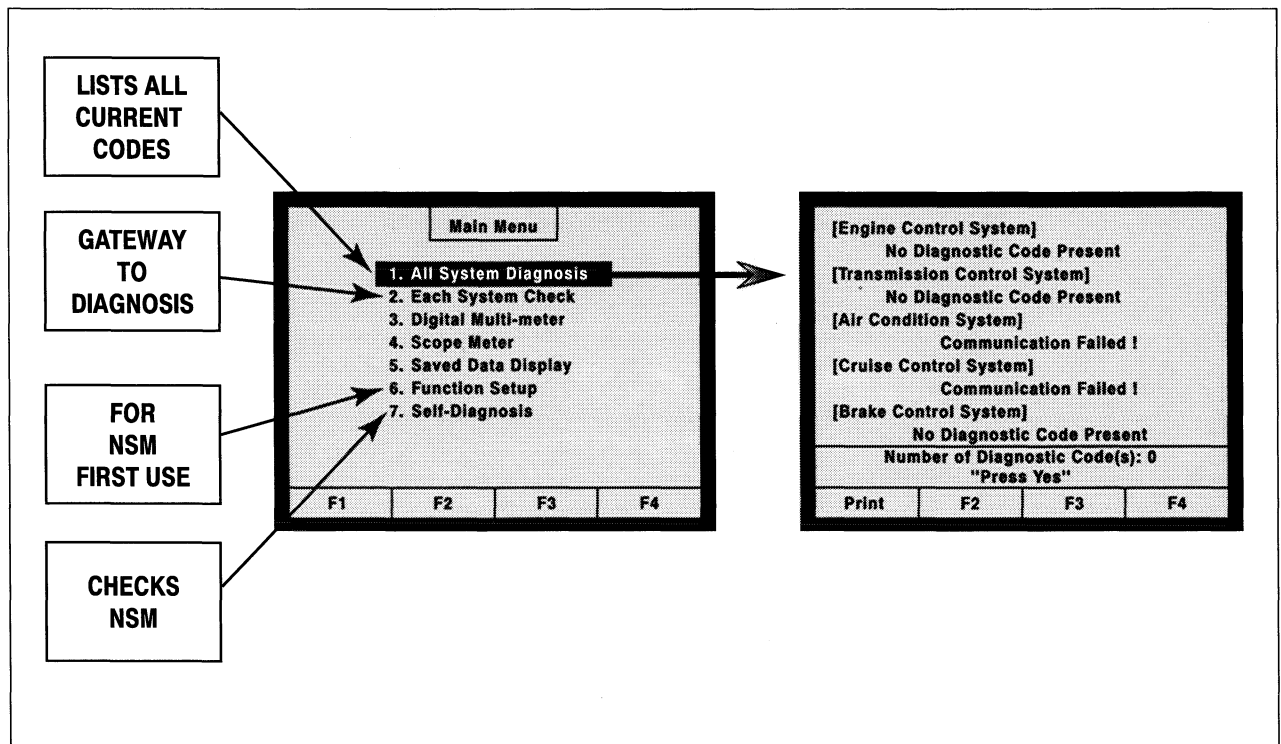 LISTS ALL
CURRENT
CODES
GATEWAY
TO
DIAGNOSIS
FOR
NSM
FIRST USE
CHECKS
NSM
Main Menu
1. All System Diagnosis
2. Each System Check
3. Digital Multi-meter
4. Scope Meter
5. Saved Data Display
6. Function Setup
7. Self-Diagnosis
F1 F2 F3 F4
[Engine Control System]
No Diagnostic Code Present
[Transmission Control System]
No Diagnostic Code Present
[Air Condition System]
Communication Failed !
[Cruise Control System]
Communication Failed !
[Brake Control System]
No Diagnostic Code Present
Number of Diagnostic Code(s): 0
"Press Yes"
Print F2 F3 F4